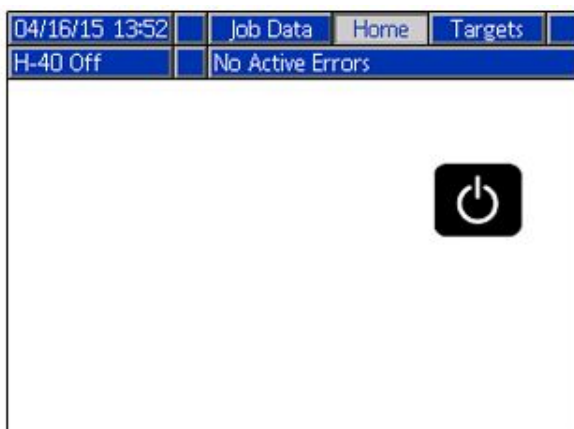 04/16/15 13:52 Job Data Home Targets
H-40 Off No Active Errors